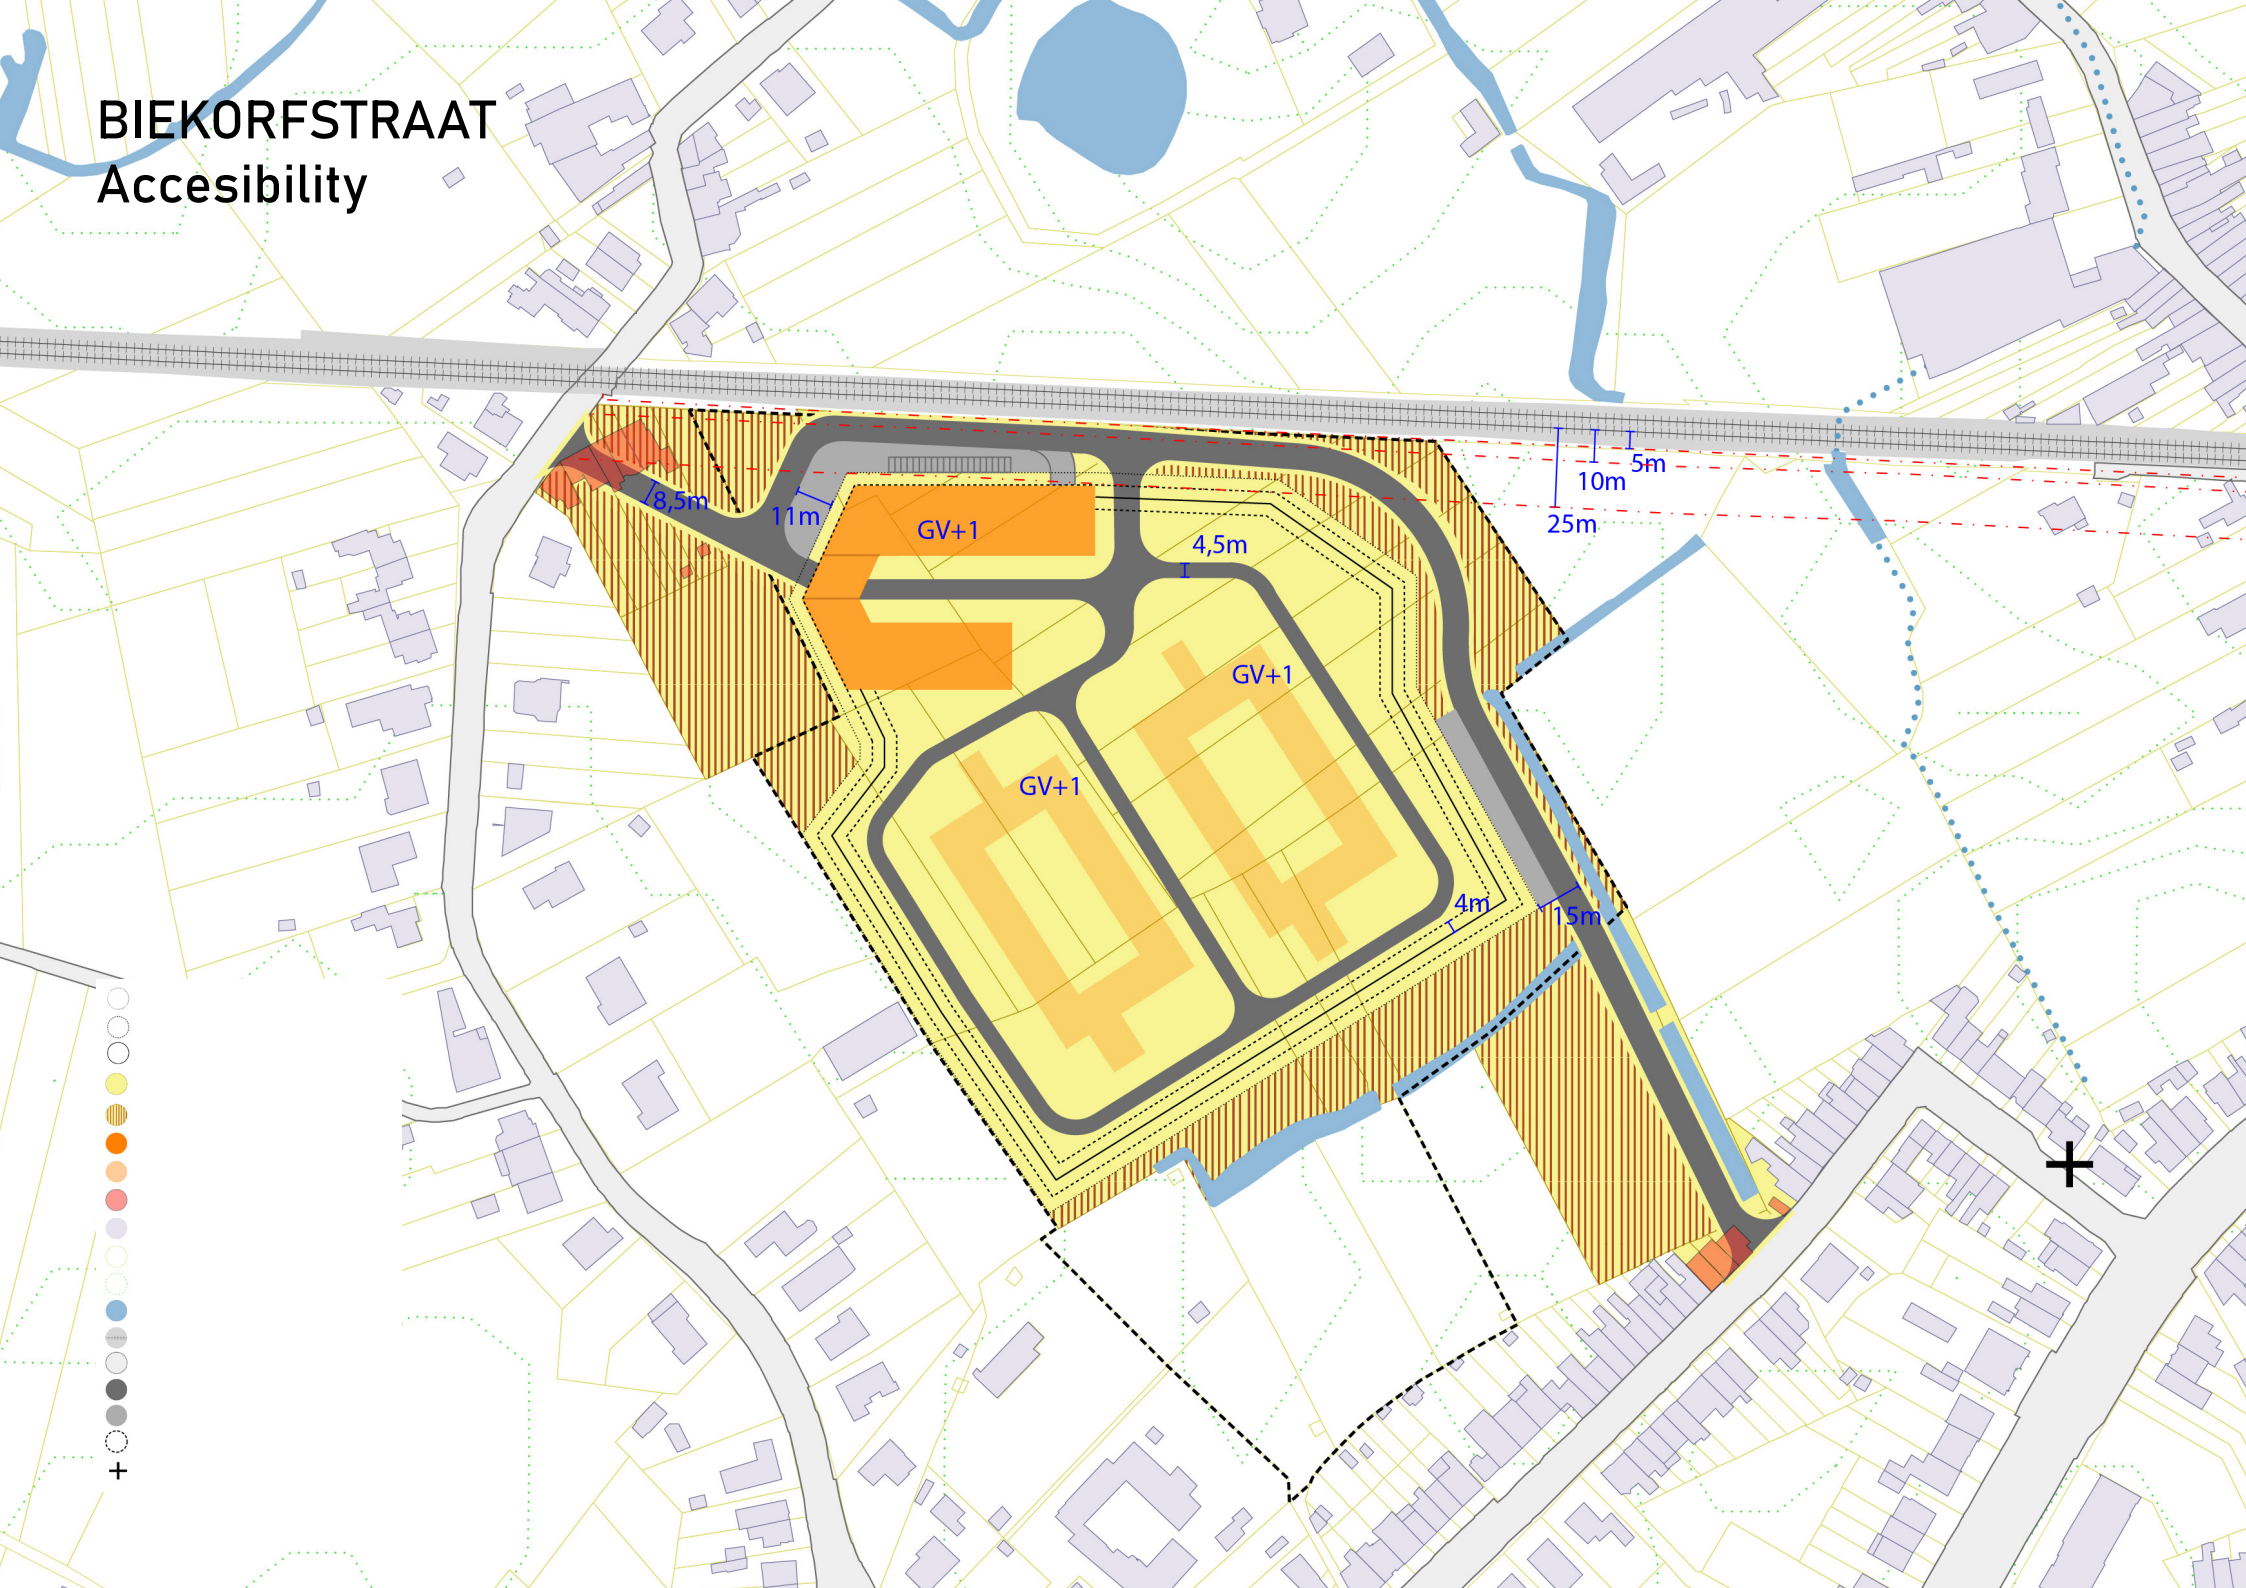 BIEKORFSTRAAT
Accesibility
5m
10m
8,5m
11m
25m
GV+1
4,5m
GV+1
GV+1
4m
15m